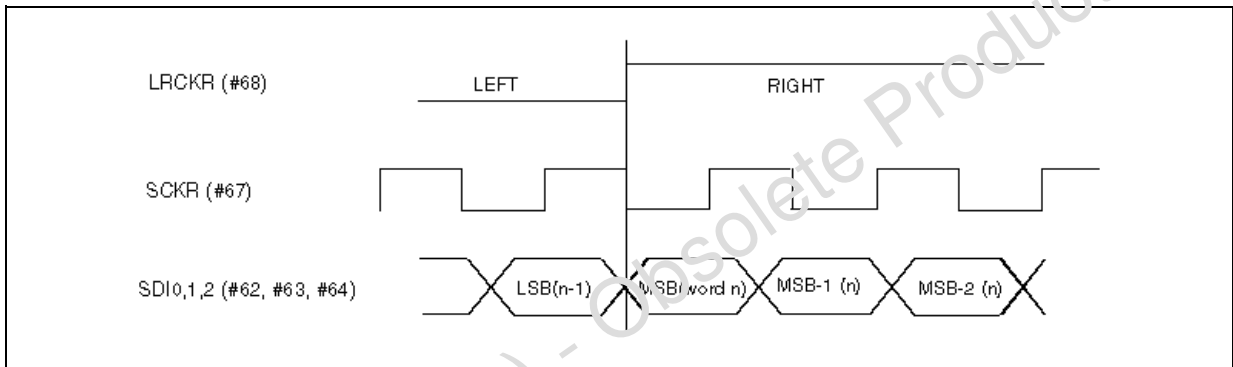 LRCKR (#68)
LEFT
RIGHT
SCKR (#67)
SDI0,1,2 (#62, #63, #64)
LSB(n-1)
MSB(word n)
MSB-1 (n)
MSB-2 (n)
) - Obsolete Product